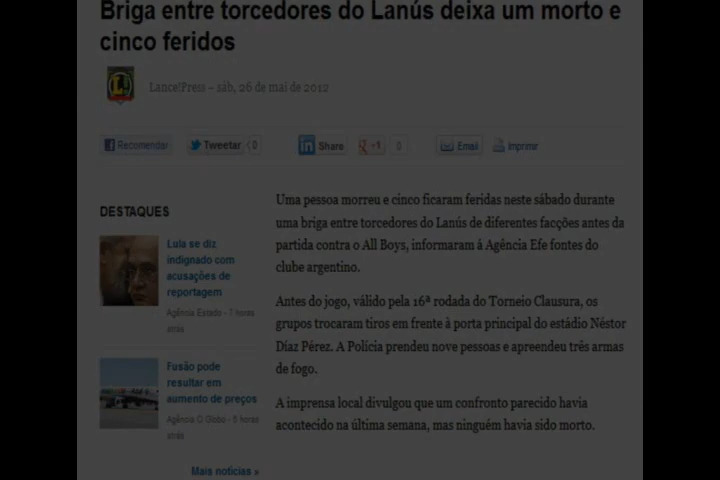 Briga entre torcedores do Lanús deixa um morto e
cinco feridos
L!
Lance!Press – sáb, 26 de mai de 2012
Recomendar
Tweetar
0
Share
+1
0
Email
Imprimir
DESTAQUES
Lula se diz
indignado com
acusações de
reportagem
Agência Estado - 7 horas
atrás
Fusão pode
resultar em
aumento de preços
Agência O Globo - 5 horas
atrás
Mais notícias »
Uma pessoa morreu e cinco ficaram feridas neste sábado durante
uma briga entre torcedores do Lanús de diferentes facções antes da
partida contra o All Boys, informaram à Agência Efe fontes do
clube argentino.
Antes do jogo, válido pela 16ª rodada do Torneio Clausura, os
grupos trocaram tiros em frente à porta principal do estádio Néstor
Díaz Pérez. A Polícia prendeu nove pessoas e apreendeu três armas
de fogo.
A imprensa local divulgou que um confronto parecido havia
acontecido na última semana, mas ninguém havia sido morto.